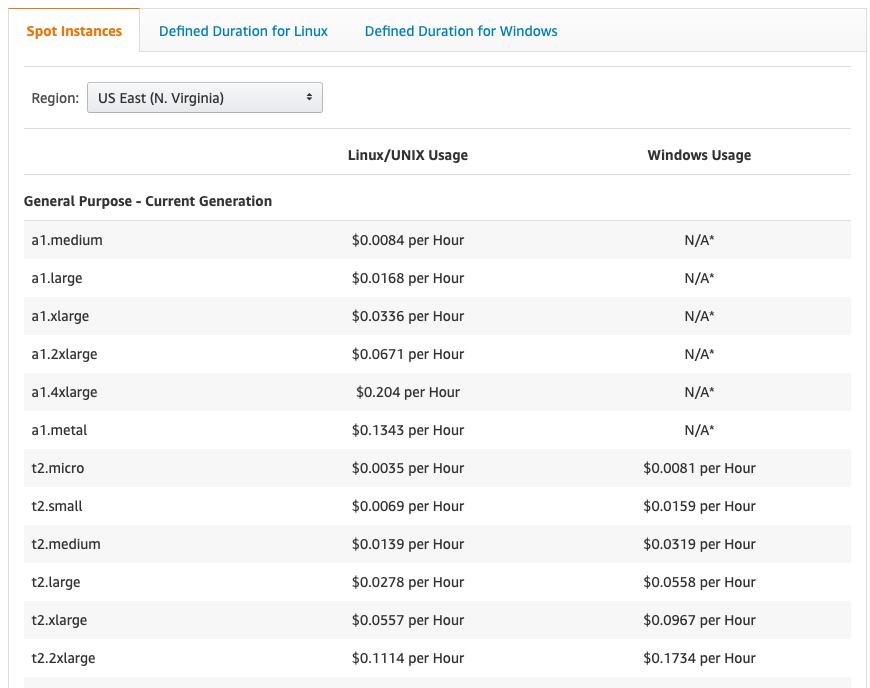 Spot Instances Defined Duration for Linux Defined Duration for Windows
Region: US East (N. Virginia)
Linux/UNIX Usage Windows Usage
General Purpose - Current Generation
a1.medium $0.0084 per Hour N/A*
a1.large $0.0168 per Hour N/A*
a1.xlarge $0.0336 per Hour N/A*
a1.2xlarge $0.0671 per Hour N/A*
a1.4xlarge $0.204 per Hour N/A*
a1.metal $0.1343 per Hour N/A*
t2.micro $0.0035 per Hour $0.0081 per Hour
t2.small $0.0069 per Hour $0.0159 per Hour
t2.medium $0.0139 per Hour $0.0319 per Hour
t2.large $0.0278 per Hour $0.0558 per Hour
t2.xlarge $0.0557 per Hour $0.0967 per Hour
t2.2xlarge $0.1114 per Hour $0.1734 per Hour